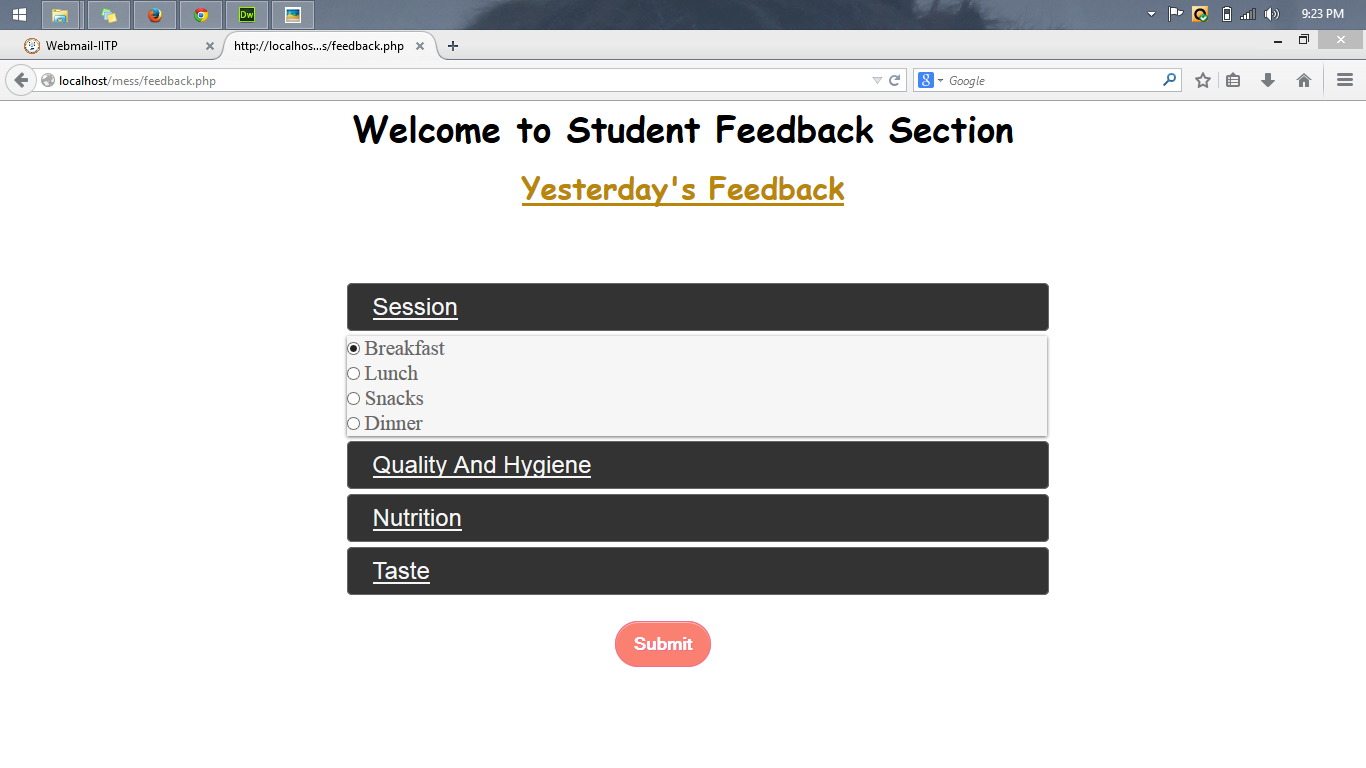 Dw
9:23 PM
Webmail-IITP
http://localhos...s/feedback.php
localhost/mess/feedback.php
8
Google
Welcome to Student Feedback Section
Yesterday's Feedback
Session
Breakfast
Lunch
Snacks
Dinner
Quality And Hygiene
Nutrition
Taste
Submit